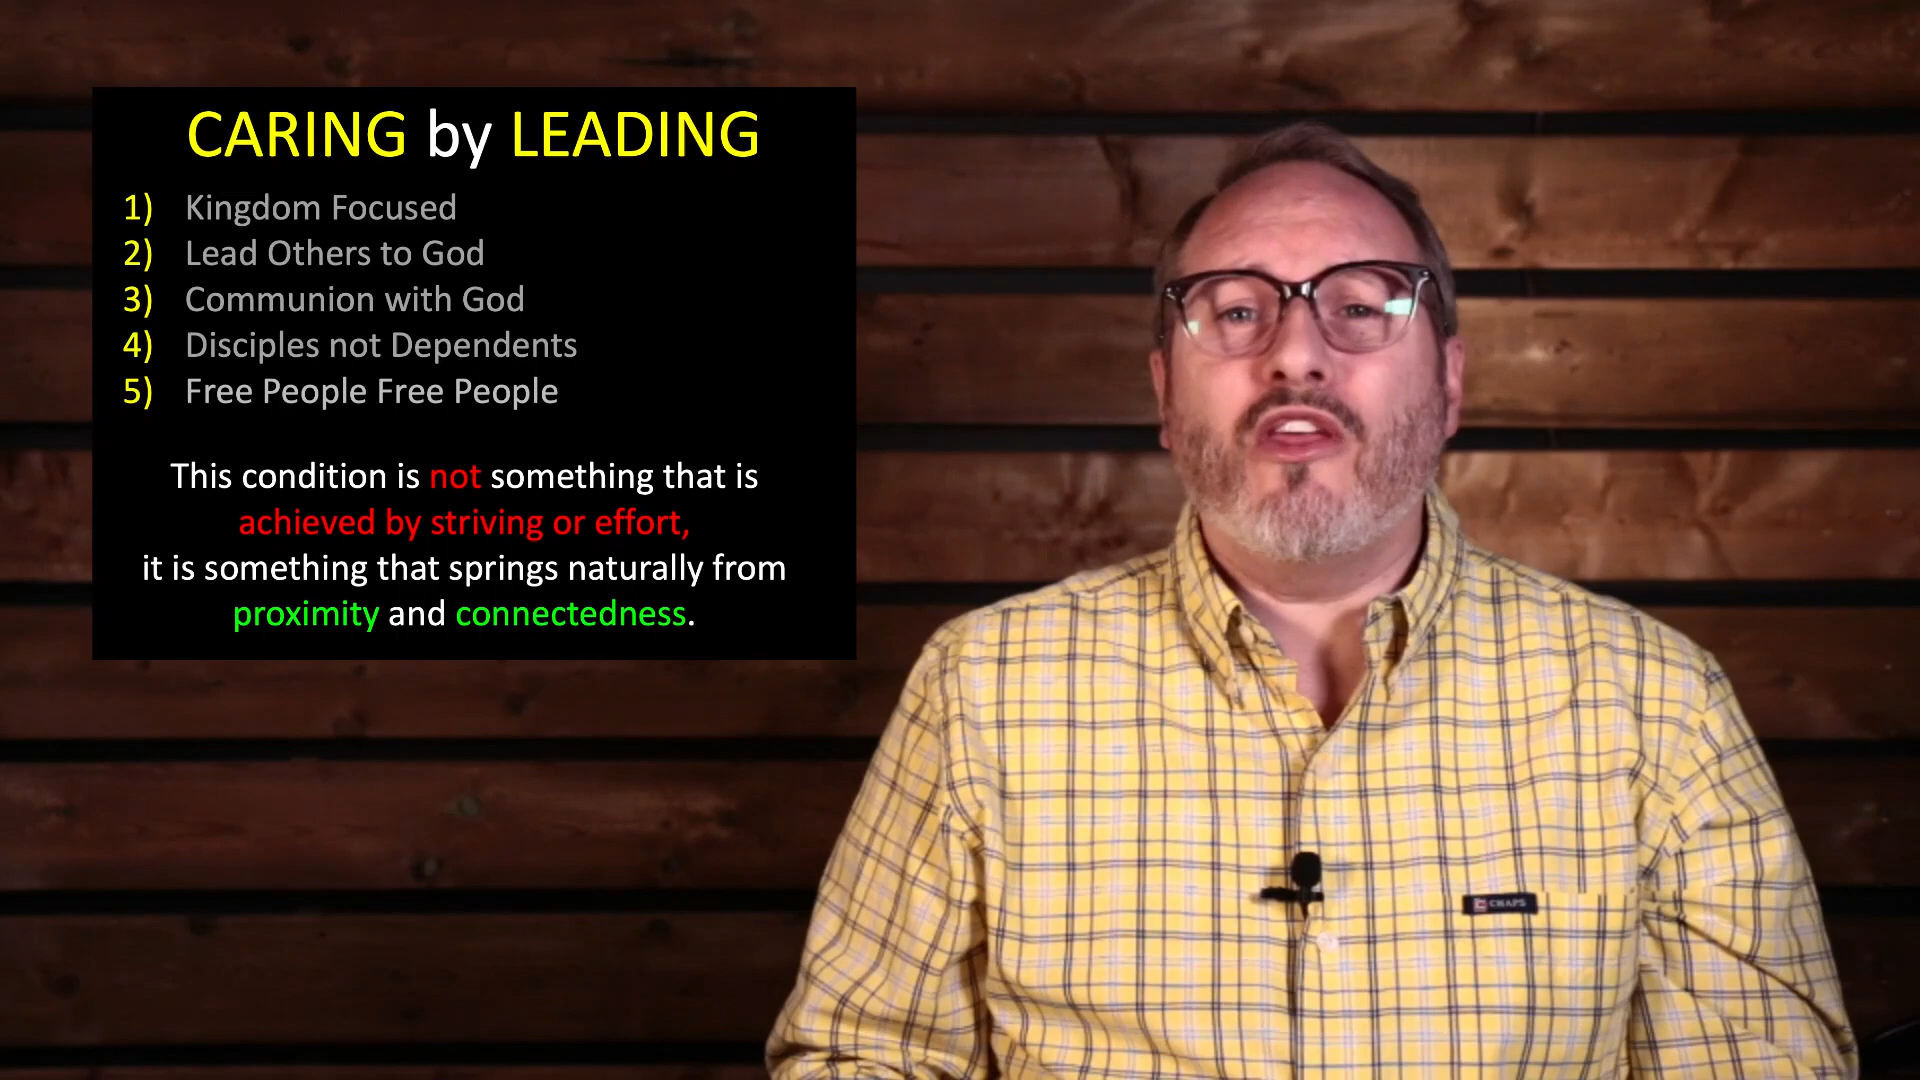 CARING by LEADING
1) Kingdom Focused
2) Lead Others to God
3) Communion with God
4) Disciples not Dependents
5) Free People Free People
This condition is not something that is
achieved by striving or effort,
it is something that springs naturally from
proximity and connectedness.
CHAPS